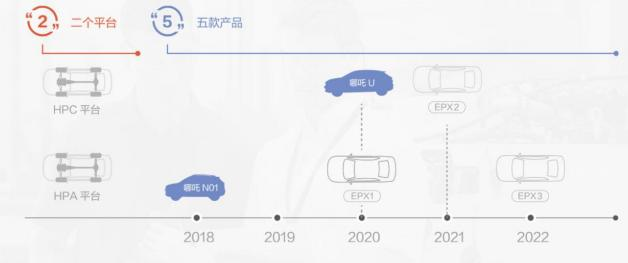 “2” 二个平台
“5” 五款产品
哪吒 U
EPX2
HPC 平台
哪吒 N01
EPX1
EPX3
HPA 平台
2018 2019 2020 2021 2022